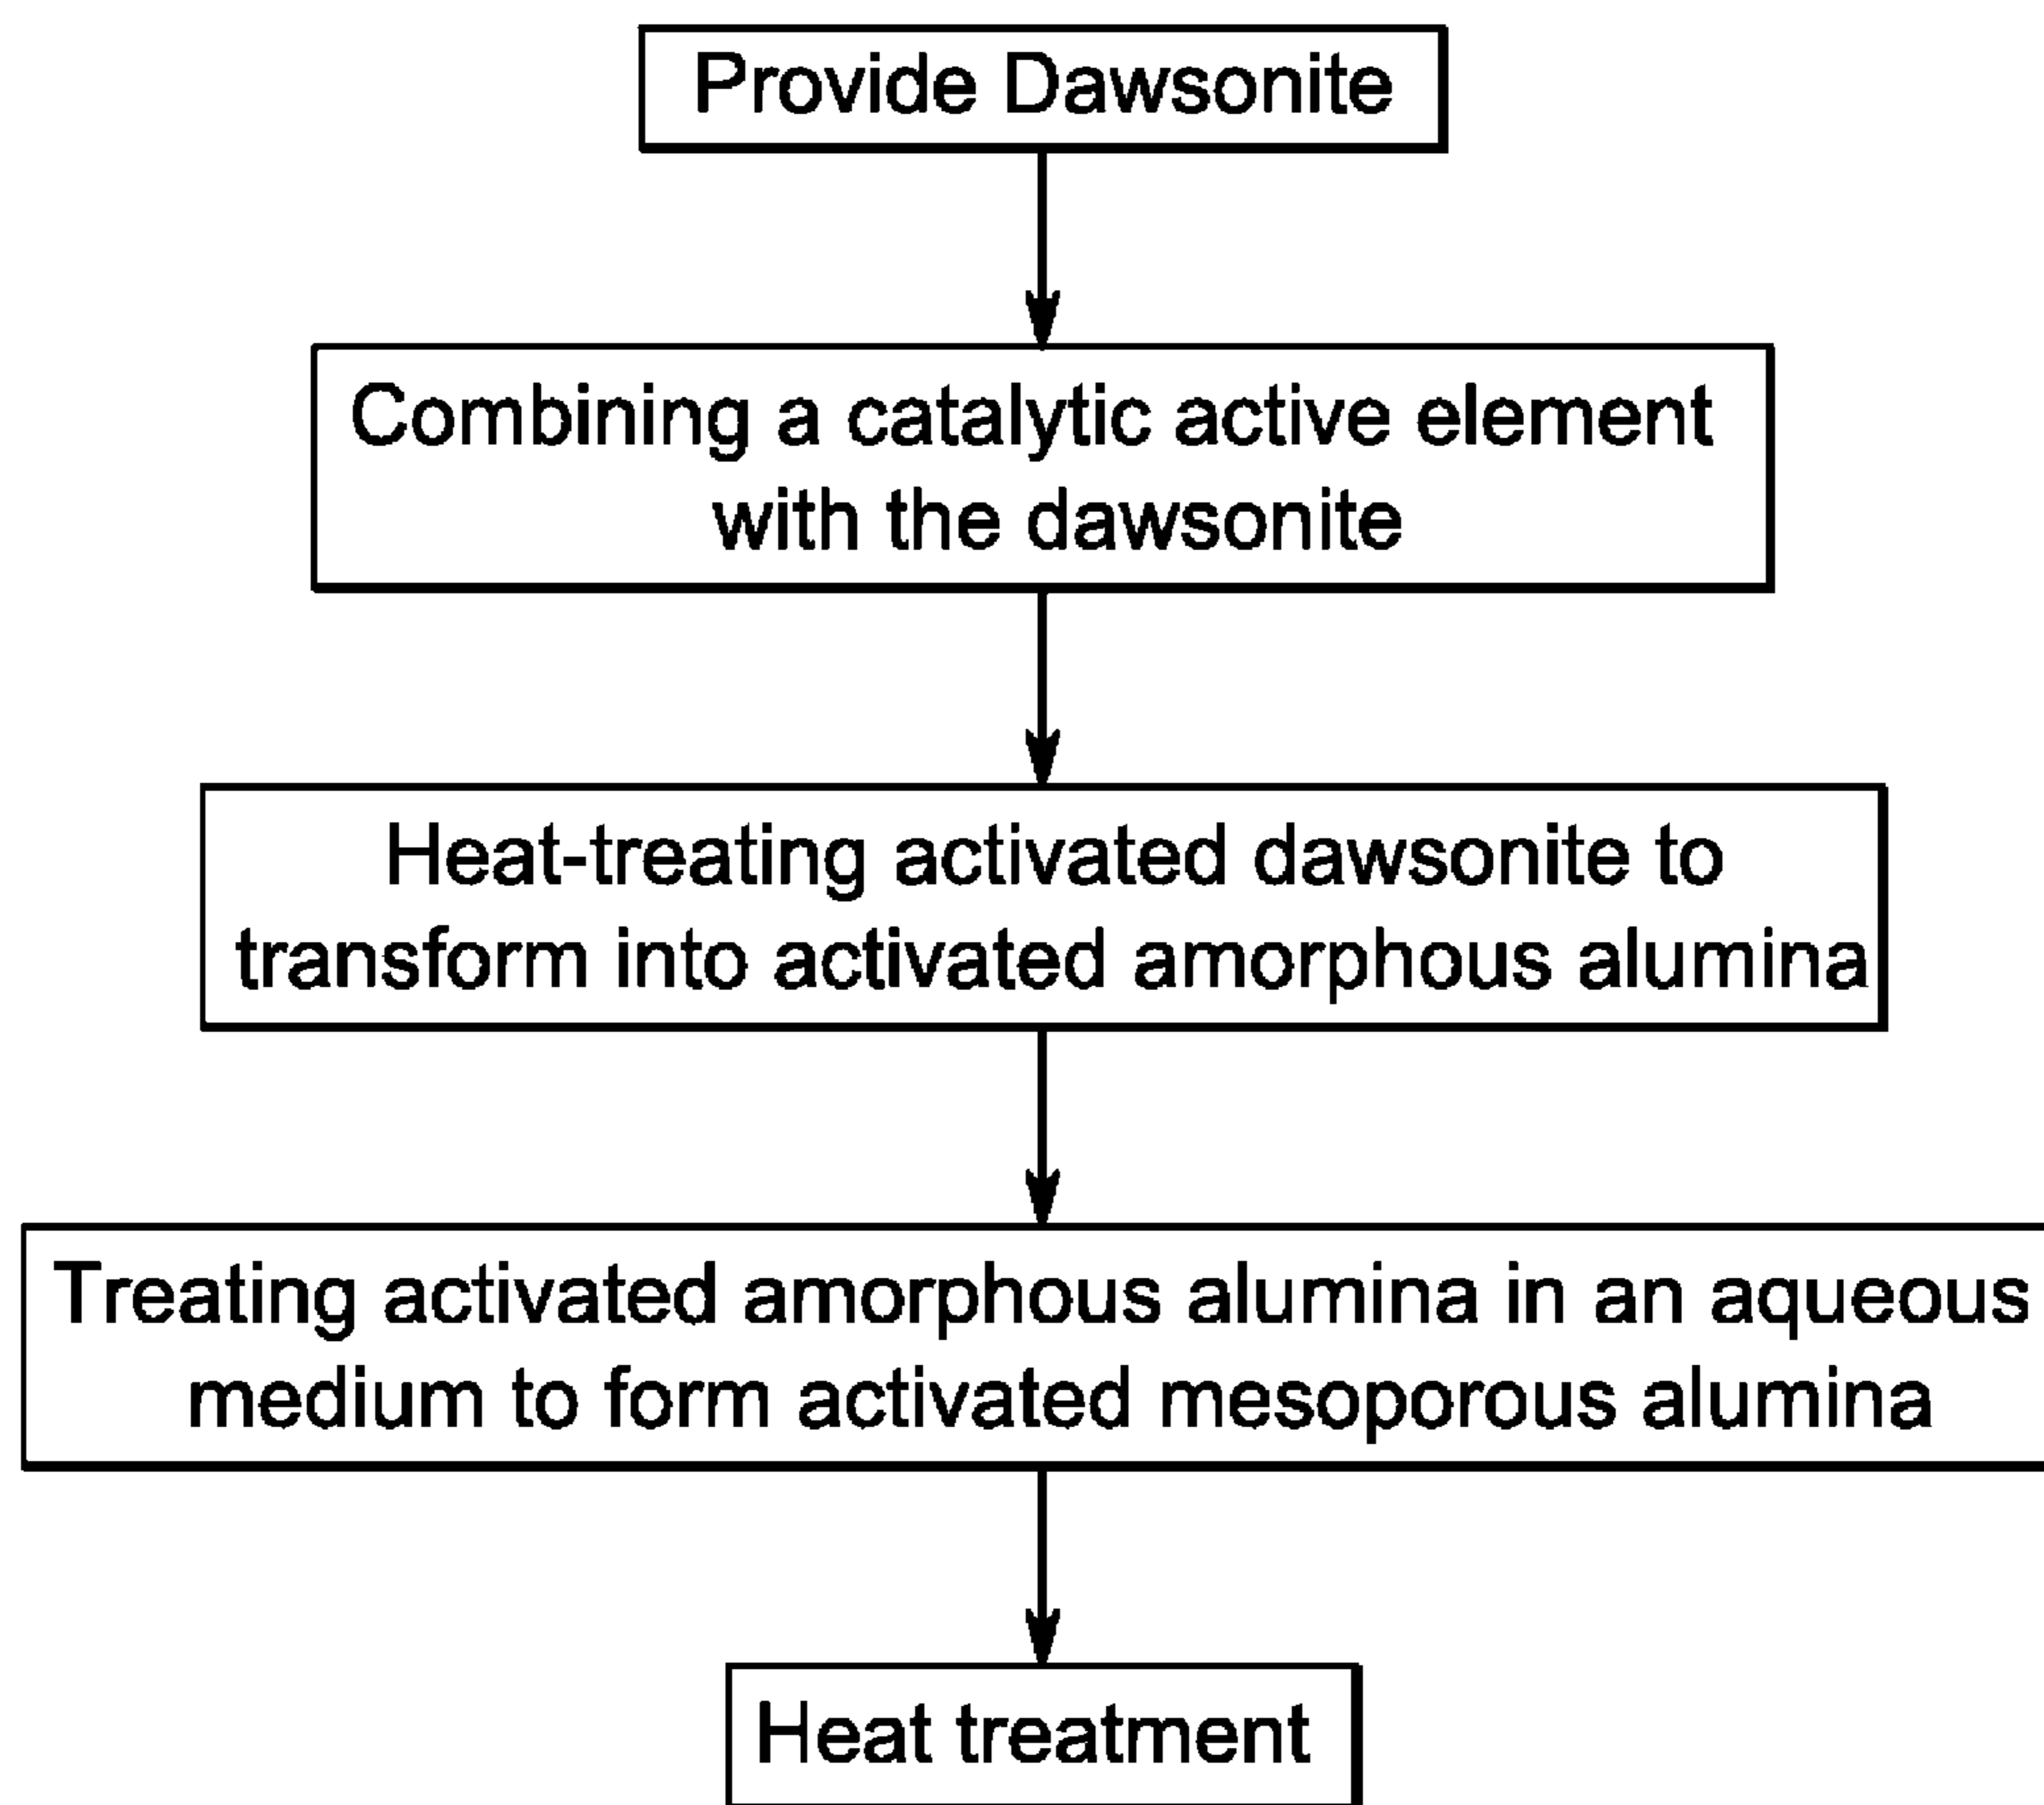 Provide Dawsonite
Combining a catalytic active element
with the dawsonite
Heat-treating activated dawsonite to
transform into activated amorphous alumina
Treating activated amorphous alumina in an aqueous
medium to form activated mesoporous alumina
Heat treatment